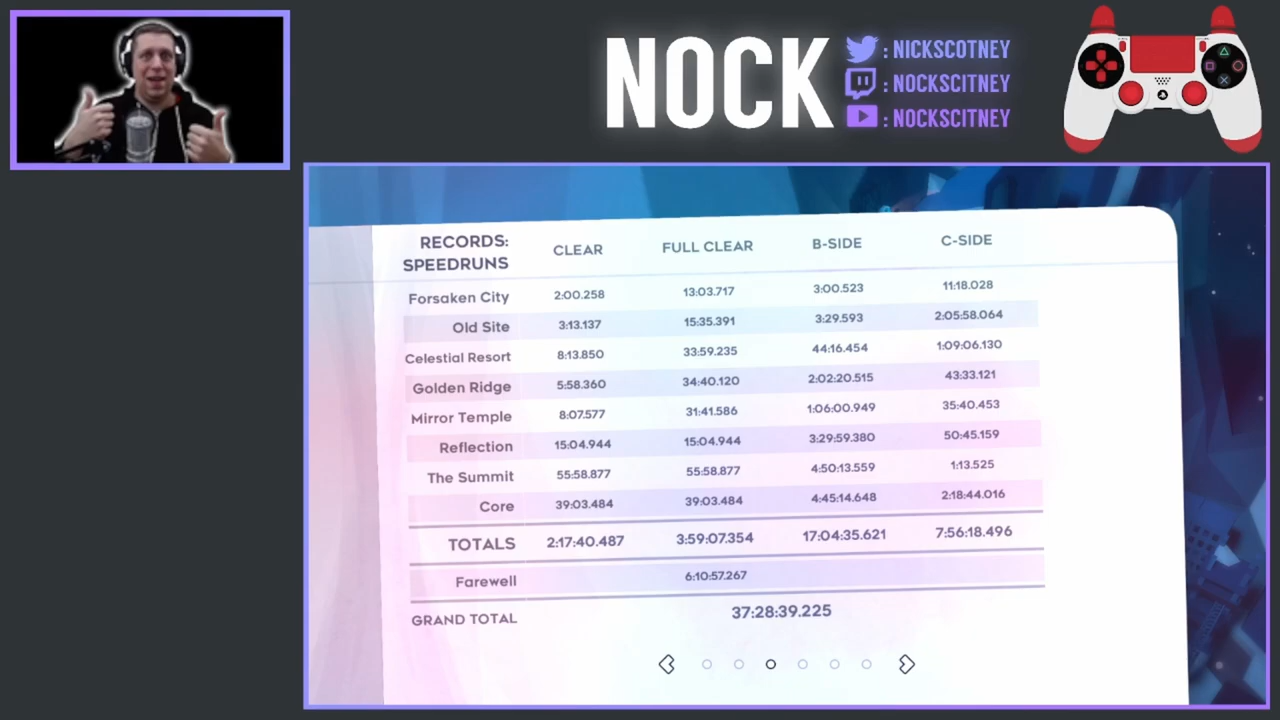 NOCK
: NICKSCOTNEY
: NOCKSCITNEY
: NOCKSCITNEY
RECORDS: SPEEDRUNS CLEAR FULL CLEAR B-SIDE C-SIDE
Forsaken City 2:00.258 13:03.717 3:00.523 11:18.028
Old Site 3:13.137 15:35.391 3:29.593 2:05:58.064
Celestial Resort 8:13.850 33:59.235 44:16.454 1:09:06.130
Golden Ridge 5:58.360 34:40.120 2:02:20.515 43:33.121
Mirror Temple 8:07.577 31:41.586 1:06:00.949 35:40.453
Reflection 15:04.944 15:04.944 3:29:59.380 50:45.159
The Summit 55:58.877 55:58.877 4:50:13.559 1:13.525
Core 39:03.484 39:03.484 4:45:14.648 2:18:44.016
TOTALS 2:17:40.487 3:59:07.354 17:04:35.621 7:56:18.496
Farewell 6:10:57.267
GRAND TOTAL 37:28:39.225